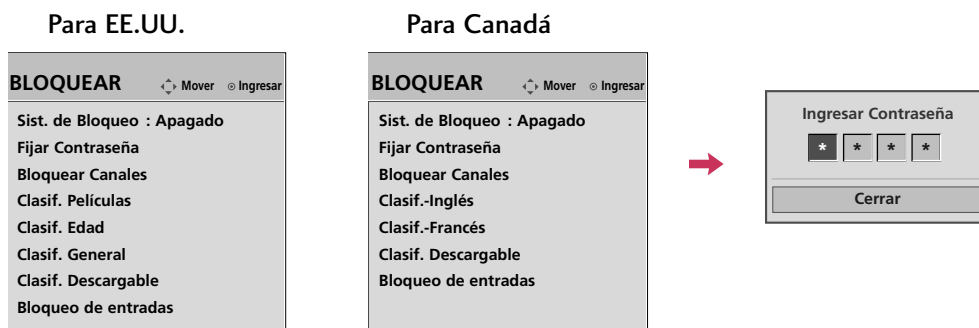 Para EE.UU.
BLOQUEAR Mover Ingresar
Sist. de Bloqueo : Apagado
Fijar Contraseña
Bloquear Canales
Clasif. Películas
Clasif. Edad
Clasif. General
Clasif. Descargable
Bloqueo de entradas
Para Canadá
BLOQUEAR Mover Ingresar
Sist. de Bloqueo : Apagado
Fijar Contraseña
Bloquear Canales
Clasif.-Inglés
Clasif.-Francés
Clasif. Descargable
Bloqueo de entradas
Ingresar Contraseña
* * * *
Cerrar